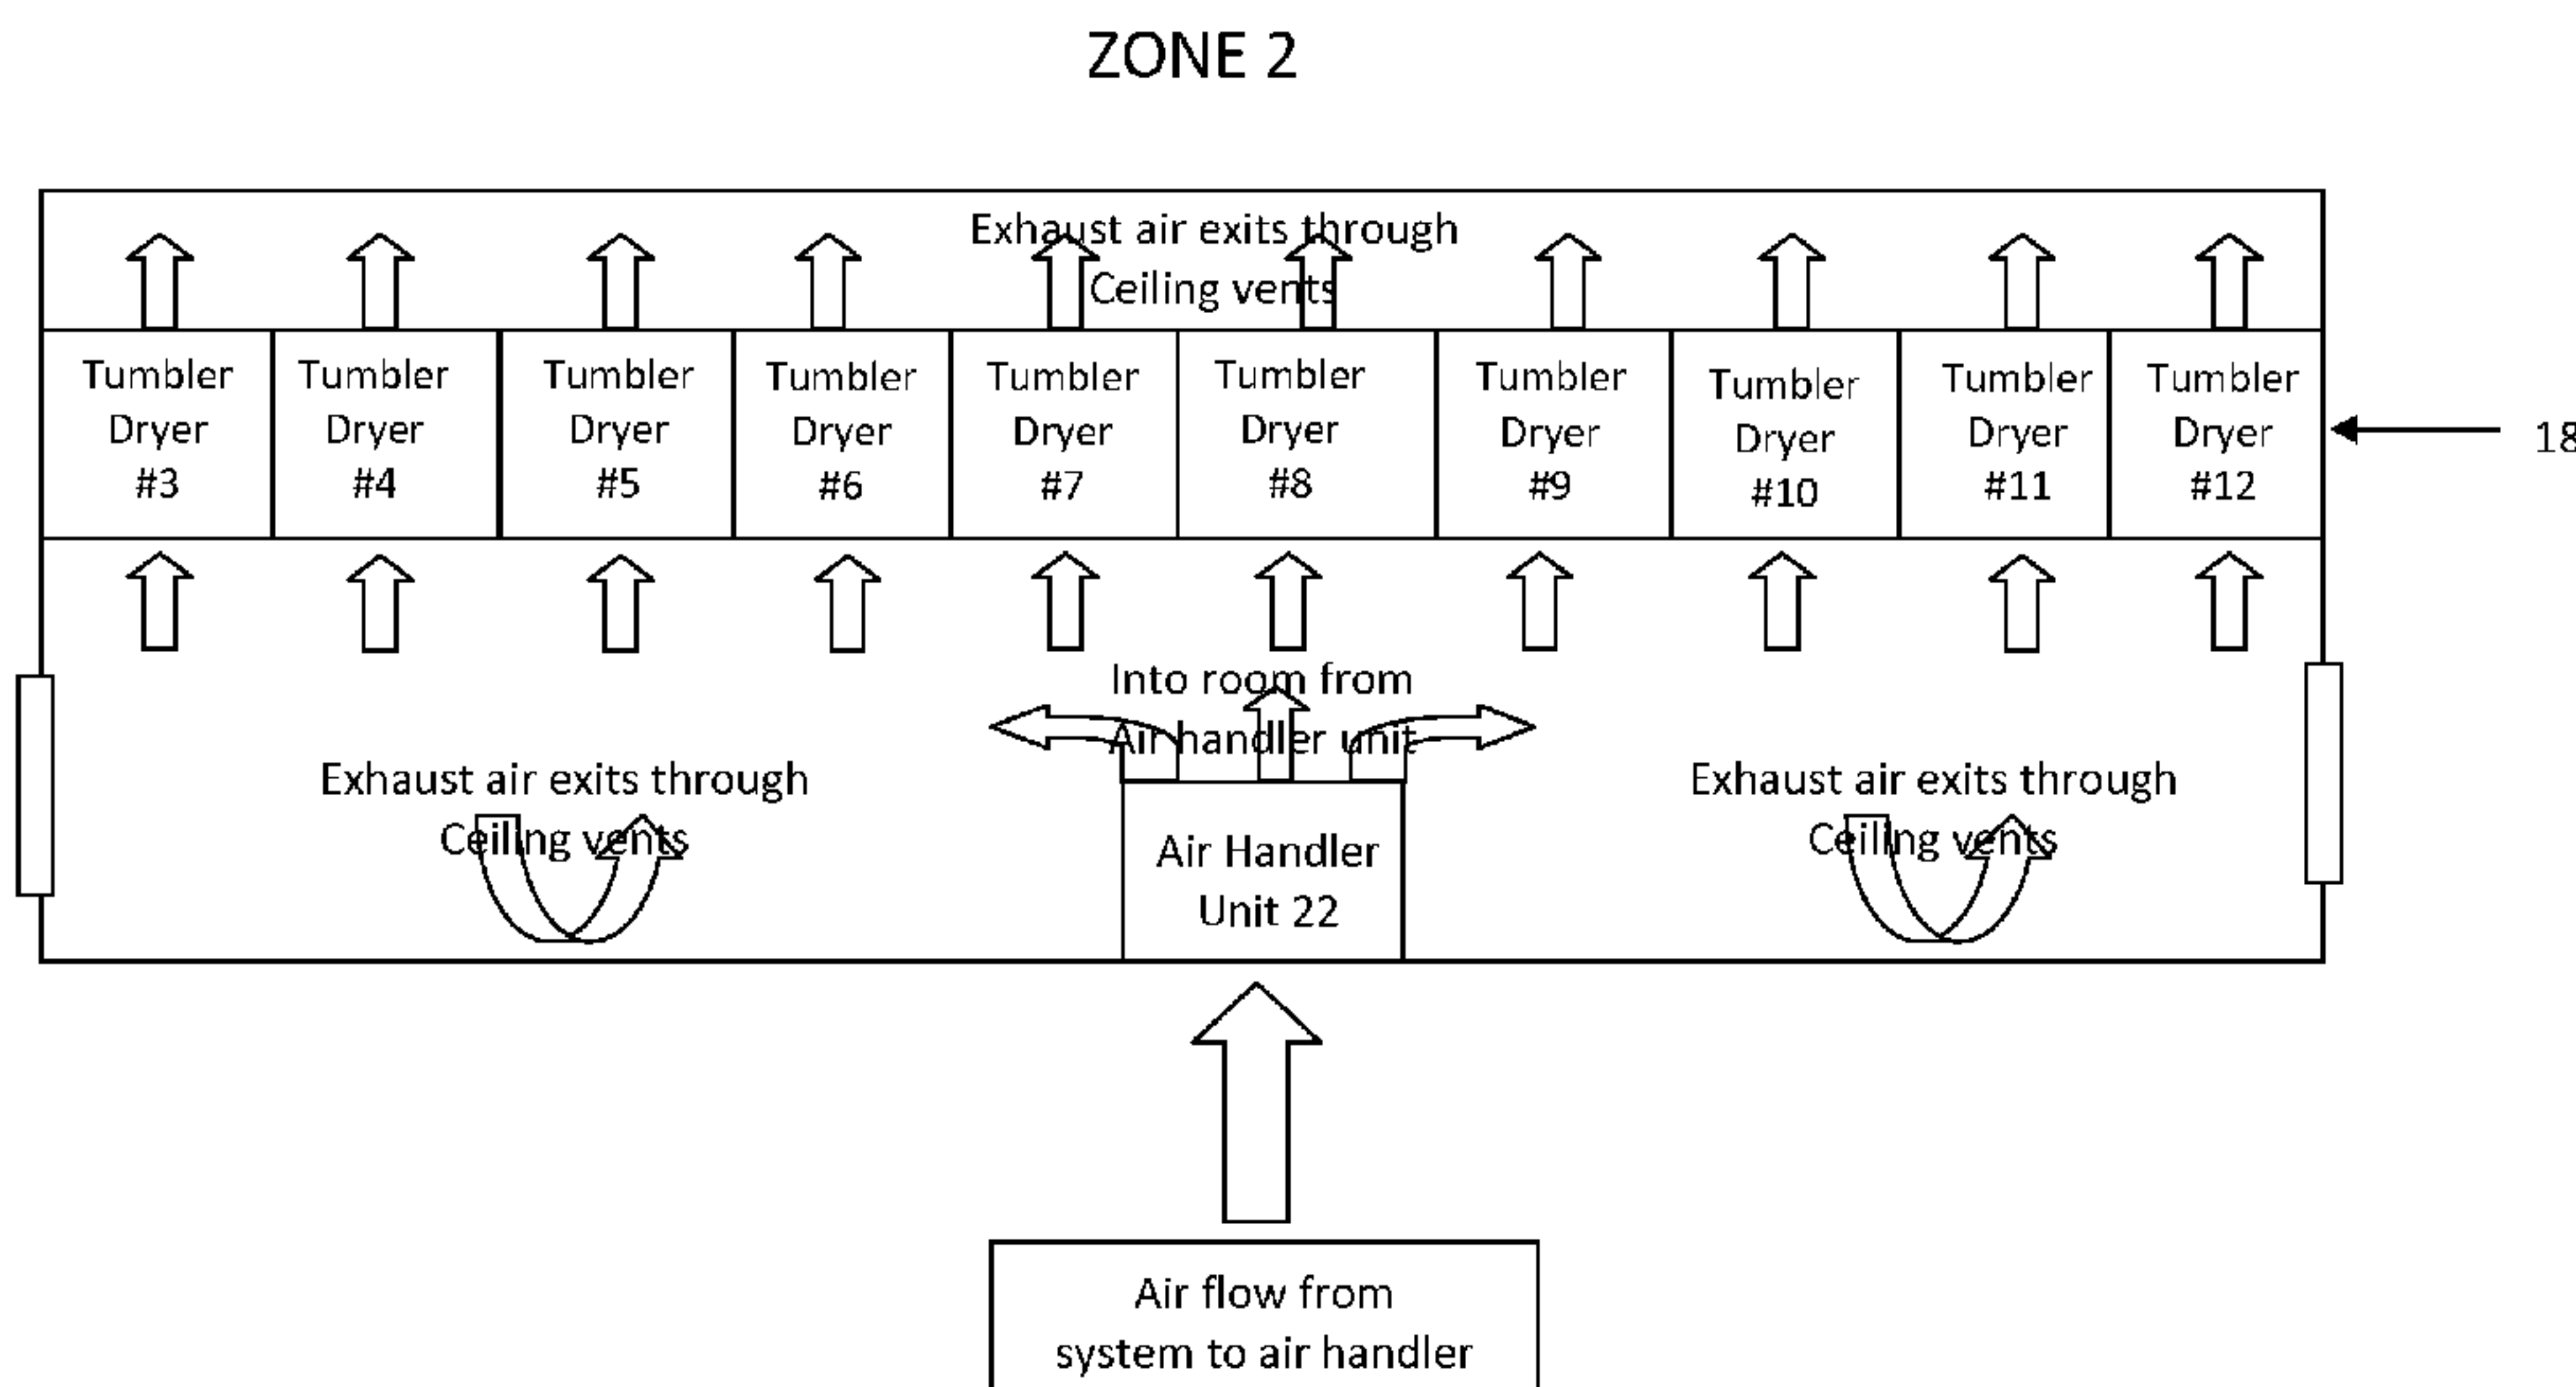 ZONE 2
Exhaust air exits through
Ceiling vents
Tumbler
Dryer
#3
Tumbler
Dryer
#4
Tumbler
Dryer
#5
Tumbler
Dryer
#6
Tumbler
Dryer
#7
Tumbler
Dryer
#8
Tumbler
Dryer
#9
Tumbler
Dryer
#10
Tumbler
Dryer
#11
Tumbler
Dryer
#12
18
Into room from
Air handler unit
Exhaust air exits through
Ceiling vents
Air Handler
Unit 22
Exhaust air exits through
Ceiling vents
Air flow from
system to air handler